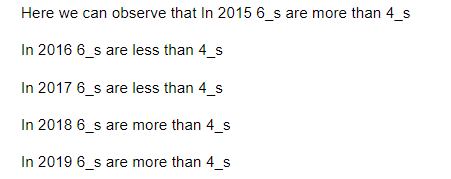 Here we can observe that In 2015 6_s are more than 4_s
In 2016 6_s are less than 4_s
In 2017 6_s are less than 4_s
In 2018 6_s are more than 4_s
In 2019 6_s are more than 4_s